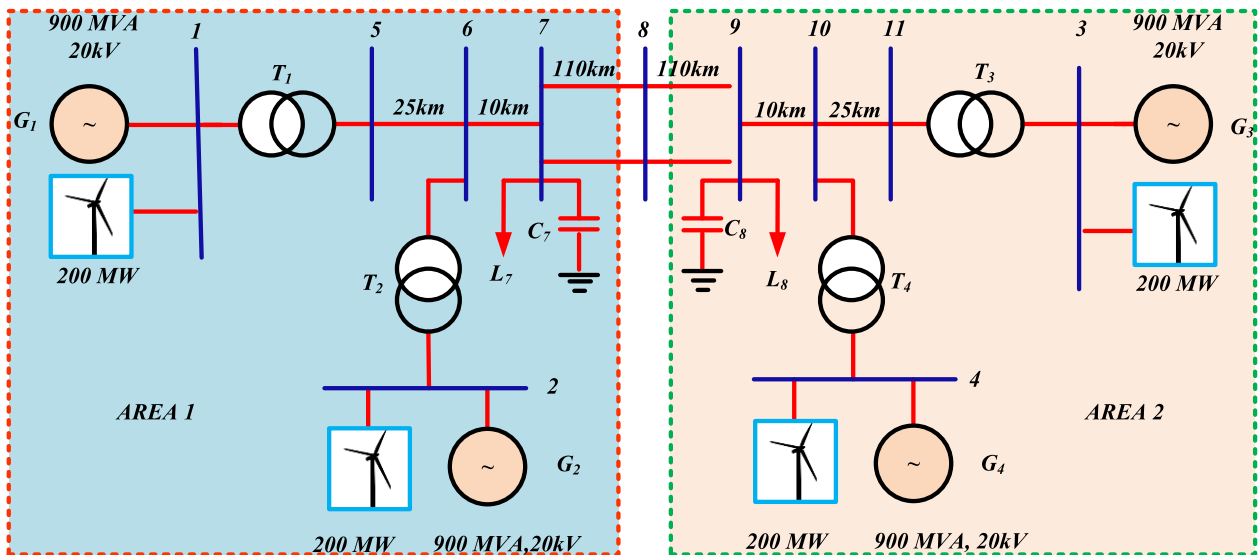 900 MVA
20kV
1
5
6
7
8
9
10
11
3
900 MVA
20kV
T1
110km
110km
T3
G1
~
25km
10km
10km
25km
~
G3
200 MW
T2
L7
C7
C8
L8
T4
200 MW
2
4
AREA 1
AREA 2
~
G2
~
G4
200 MW
900 MVA,20kV
200 MW
900 MVA, 20kV